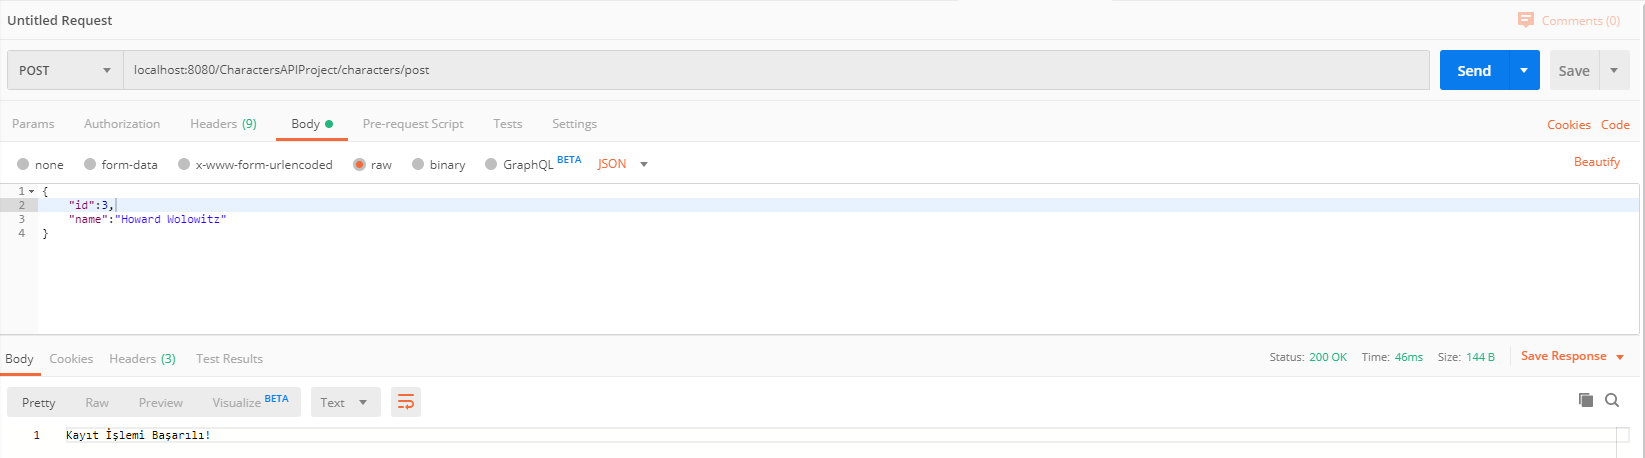 Untitled Request
Comments (0)
POST localhost:8080/CharactersAPIProject/characters/post Send Save
Params Authorization Headers (9) Body Pre-request Script Tests Settings Cookies Code
none form-data x-www-form-urlencoded raw binary GraphQL BETA JSON Beautify
1 {
2 "id":3,
3 "name":"Howard Wolowitz"
4 }
Body Cookies Headers (3) Test Results Status: 200 OK Time: 46ms Size: 144 B Save Response
Pretty Raw Preview Visualize BETA Text
1 Kayıt İşlemi Başarılı!